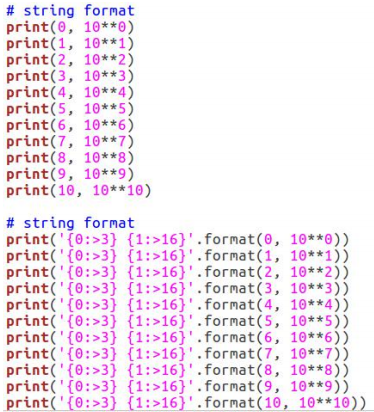 # string format
print(0, 10**0)
print(1, 10**1)
print(2, 10**2)
print(3, 10**3)
print(4, 10**4)
print(5, 10**5)
print(6, 10**6)
print(7, 10**7)
print(8, 10**8)
print(9, 10**9)
print(10, 10**10)
# string format
print('{0:>3} {1:>16}'.format(0, 10**0))
print('{0:>3} {1:>16}'.format(1, 10**1))
print('{0:>3} {1:>16}'.format(2, 10**2))
print('{0:>3} {1:>16}'.format(3, 10**3))
print('{0:>3} {1:>16}'.format(4, 10**4))
print('{0:>3} {1:>16}'.format(5, 10**5))
print('{0:>3} {1:>16}'.format(6, 10**6))
print('{0:>3} {1:>16}'.format(7, 10**7))
print('{0:>3} {1:>16}'.format(8, 10**8))
print('{0:>3} {1:>16}'.format(9, 10**9))
print('{0:>3} {1:>16}'.format(10, 10**10))